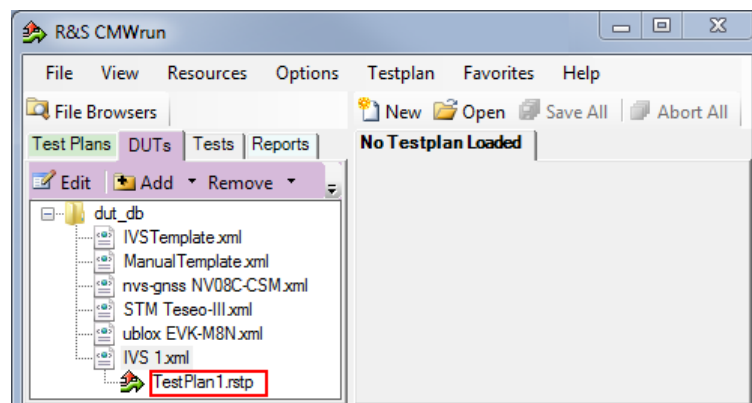 R&S CMWrun
File View Resources Options Testplan Favorites Help
File Browsers
New Open Save All Abort All
Test Plans DUTs Tests Reports
No Testplan Loaded
Edit Add Remove
dut_db
IVSTemplate.xml
ManualTemplate.xml
nvs-gnss NV08C-CSM.xml
STM Teseo-III.xml
ublox EVK-M8N.xml
IVS 1.xml
TestPlan1.rstp